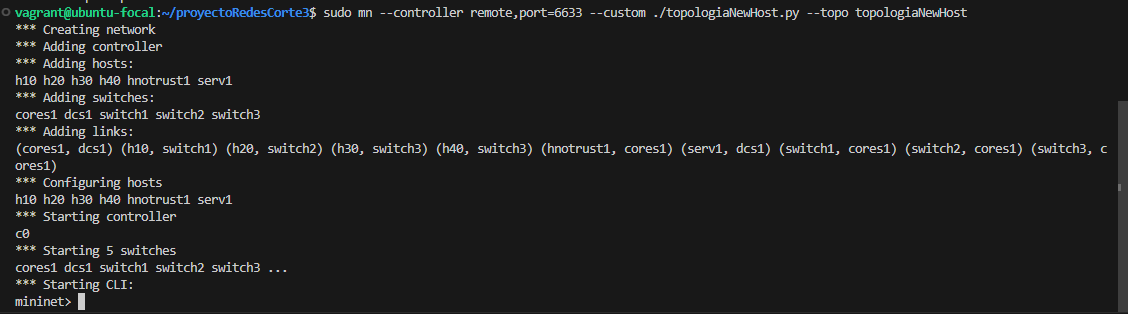 vagrant@ubuntu-focal:~/proyectoRedesCorte3$ sudo mn --controller remote,port=6633 --custom ./topologiaNewHost.py --topo topologiaNewHost
*** Creating network
*** Adding controller
*** Adding hosts:
h10 h20 h30 h40 hnotrust1 serv1
*** Adding switches:
cores1 dcs1 switch1 switch2 switch3
*** Adding links:
(cores1, dcs1) (h10, switch1) (h20, switch2) (h30, switch3) (h40, switch3) (hnotrust1, cores1) (serv1, dcs1) (switch1, cores1) (switch2, cores1) (switch3, c
ores1)
*** Configuring hosts
h10 h20 h30 h40 hnotrust1 serv1
*** Starting controller
c0
*** Starting 5 switches
cores1 dcs1 switch1 switch2 switch3 ...
*** Starting CLI:
mininet>